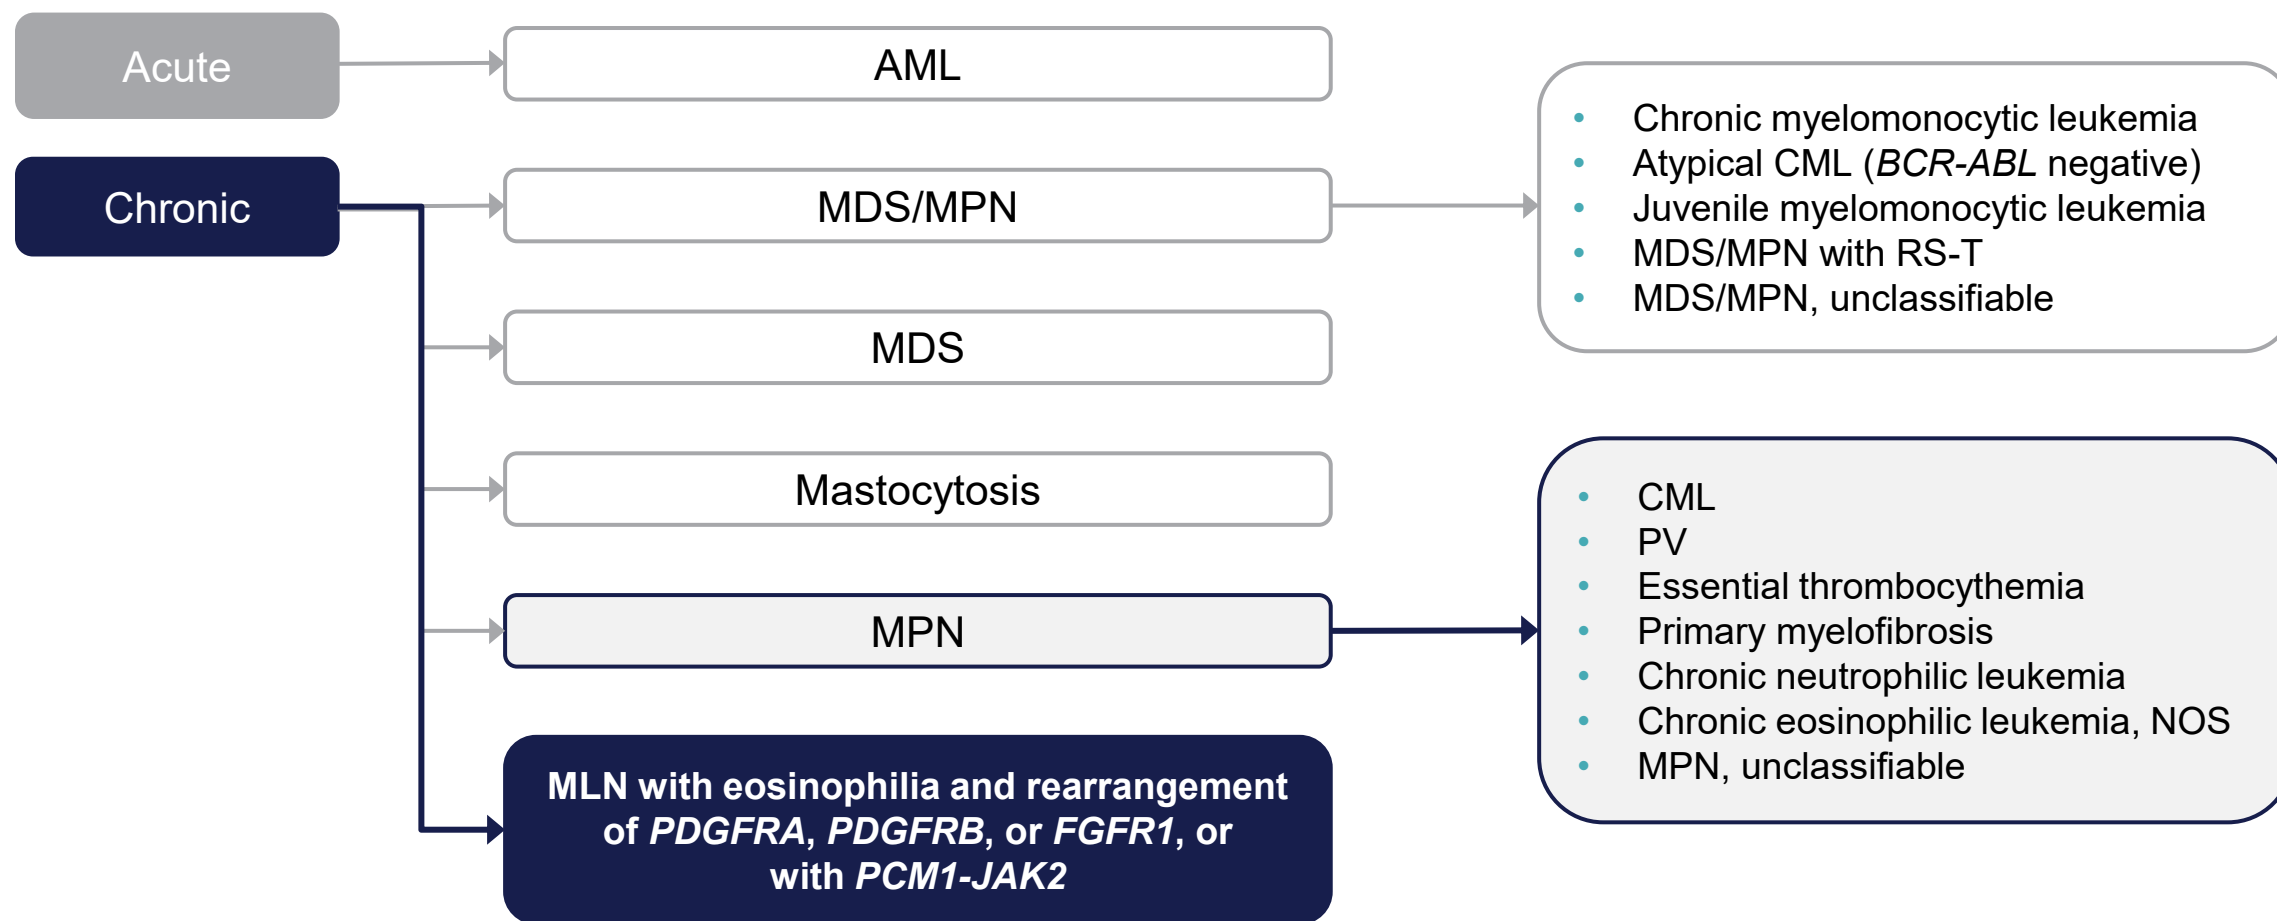 Acute
AML
Chronic
MDS/MPN
• Chronic myelomonocytic leukemia
• Atypical CML (BCR-ABL negative)
• Juvenile myelomonocytic leukemia
• MDS/MPN with RS-T
• MDS/MPN, unclassifiable
MDS
Mastocytosis
MPN
• CML
• PV
• Essential thrombocythemia
• Primary myelofibrosis
• Chronic neutrophilic leukemia
• Chronic eosinophilic leukemia, NOS
• MPN, unclassifiable
MLN with eosinophilia and rearrangement
of PDGFRA, PDGFRB, or FGFR1, or
with PCM1-JAK2